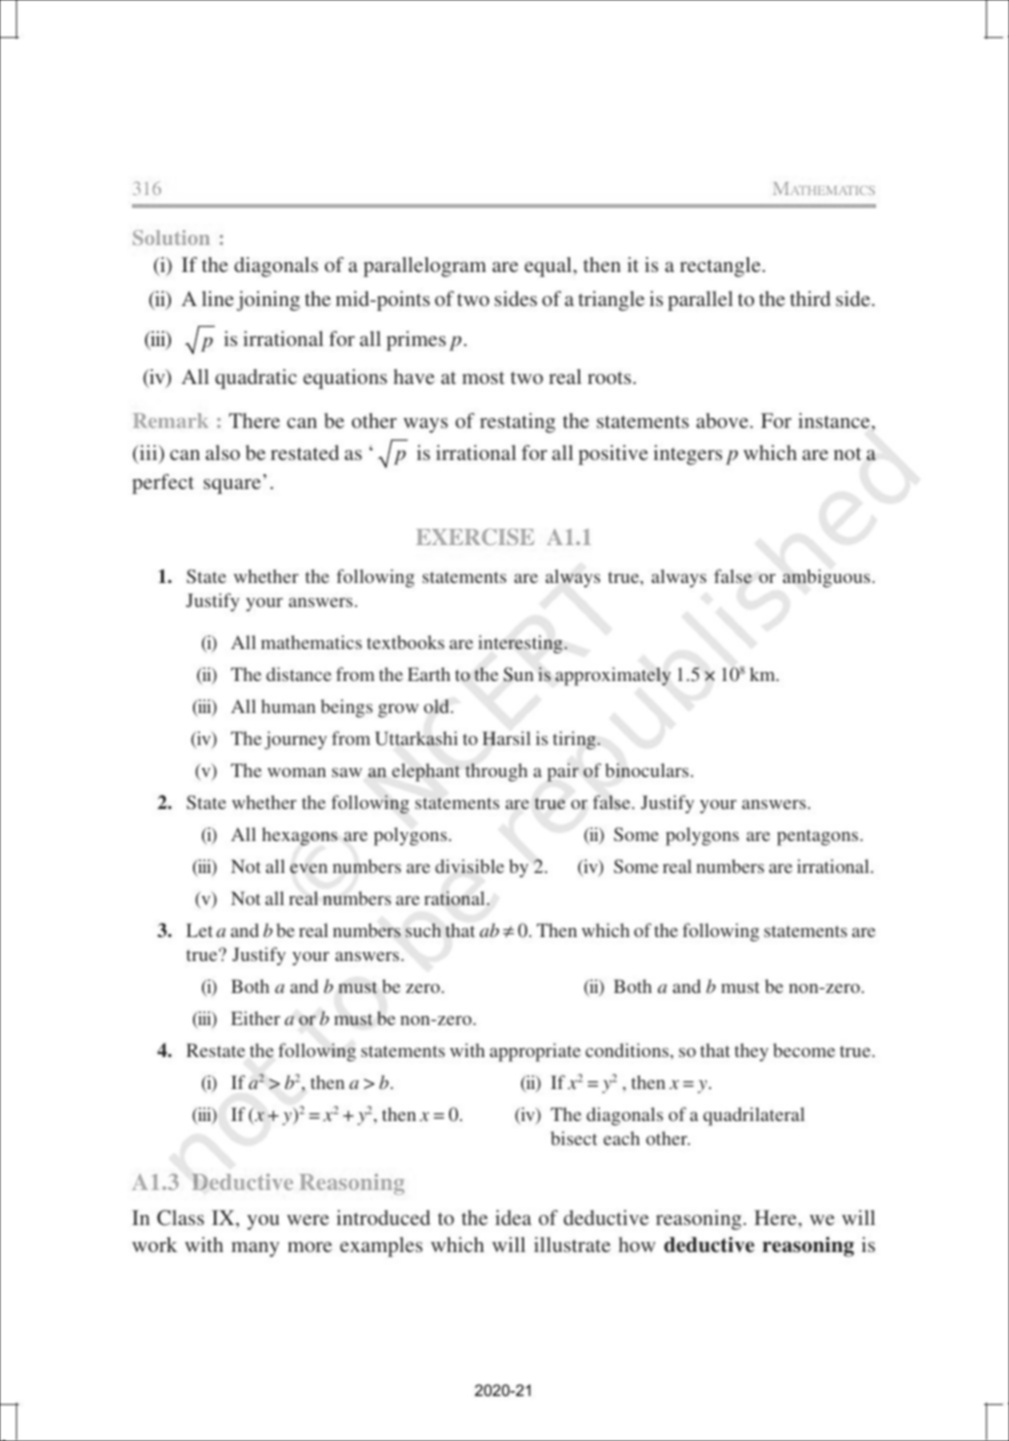 316
MATHEMATICS
Solution :
(i) If the diagonals of a parallelogram are equal, then it is a rectangle.
(ii) A line joining the mid-points of two sides of a triangle is parallel to the third side.
(iii) √p is irrational for all primes p.
(iv) All quadratic equations have at most two real roots.
Remark : There can be other ways of restating the statements above. For instance,
(iii) can also be restated as ‘√p is irrational for all positive integers p which are not a
perfect square’.
EXERCISE A1.1
1. State whether the following statements are always true, always false or ambiguous.
Justify your answers.
(i) All mathematics textbooks are interesting.
(ii) The distance from the Earth to the Sun is approximately 1.5 × 10⁸ km.
(iii) All human beings grow old.
(iv) The journey from Uttarkashi to Harsil is tiring.
(v) The woman saw an elephant through a pair of binoculars.
2. State whether the following statements are true or false. Justify your answers.
(i) All hexagons are polygons. (ii) Some polygons are pentagons.
(iii) Not all even numbers are divisible by 2. (iv) Some real numbers are irrational.
(v) Not all real numbers are rational.
3. Let a and b be real numbers such that ab ≠ 0. Then which of the following statements are
true? Justify your answers.
(i) Both a and b must be zero. (ii) Both a and b must be non-zero.
(iii) Either a or b must be non-zero.
4. Restate the following statements with appropriate conditions, so that they become true.
(i) If a² > b², then a > b. (ii) If x² = y² , then x = y.
(iii) If (x + y)² = x² + y², then x = 0. (iv) The diagonals of a quadrilateral
bisect each other.
A1.3 Deductive Reasoning
In Class IX, you were introduced to the idea of deductive reasoning. Here, we will
work with many more examples which will illustrate how deductive reasoning is
© NCERT
not to be republished
2020-21